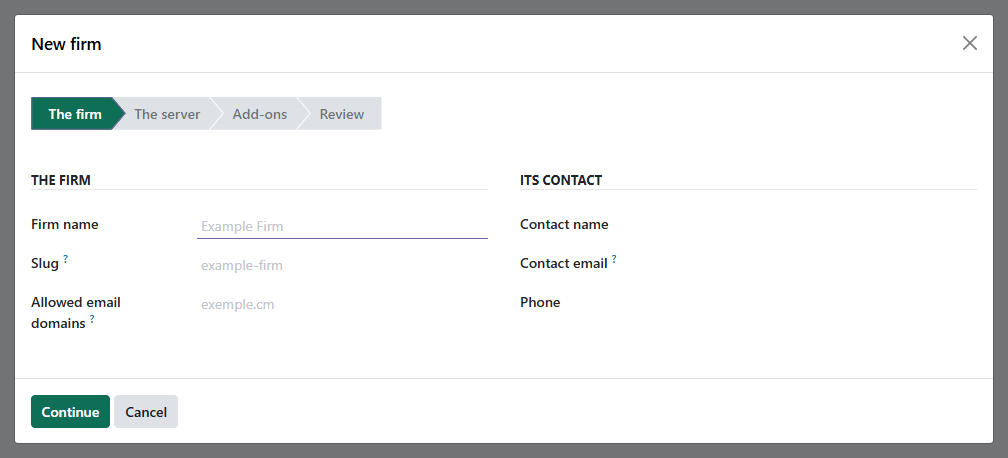 New firm
The firm
The server
Add-ons
Review
THE FIRM
Firm name
Example Firm
Slug ?
example-firm
Allowed email
domains ?
exemple.cm
ITS CONTACT
Contact name
Contact email ?
Phone
Continue
Cancel